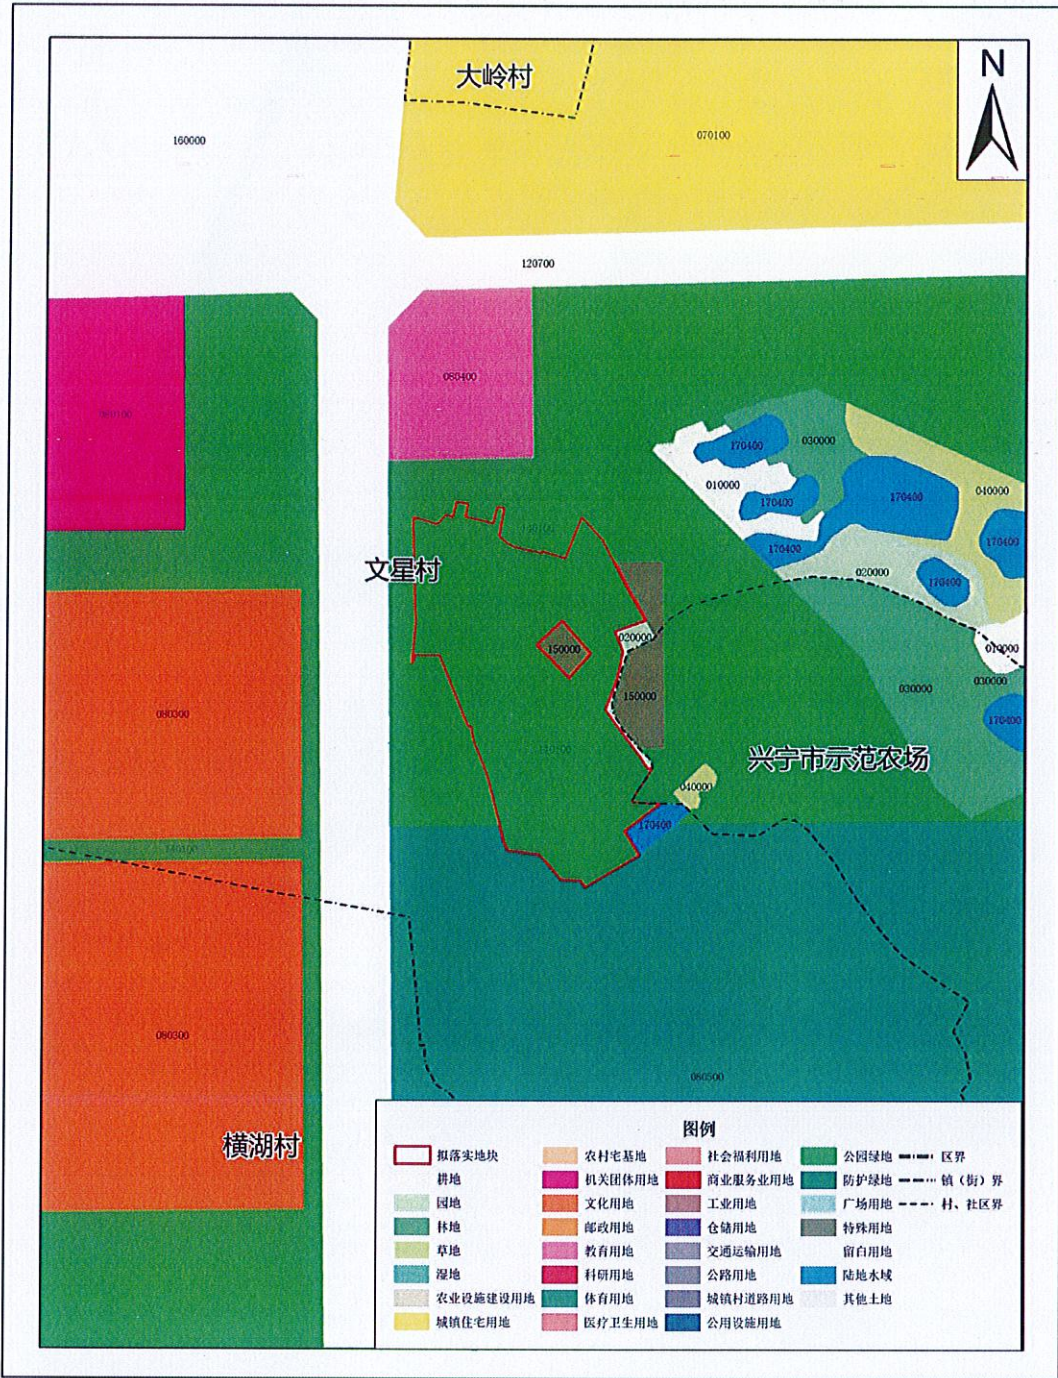 大岭村
N
160000
070100
120700
080400
080100
170400
030000
010000
170400
170400
040000
170400
170400
020000
170400
140100
文星村
020000
150000
010000
030000
030000
150000
170400
080300
140100
兴宁市示范农场
040000
170400
140100
080300
080500
横湖村
图例
拟落实地块
农村宅基地
社会福利用地
公园绿地
区界
耕地
机关团体用地
商业服务业用地
防护绿地
镇（街）界
园地
文化用地
工业用地
广场用地
村、社区界
林地
邮政用地
仓储用地
特殊用地
草地
教育用地
交通运输用地
留白用地
湿地
科研用地
公路用地
陆地水域
农业设施建设用地
体育用地
城镇村道路用地
其他土地
城镇住宅用地
医疗卫生用地
公用设施用地